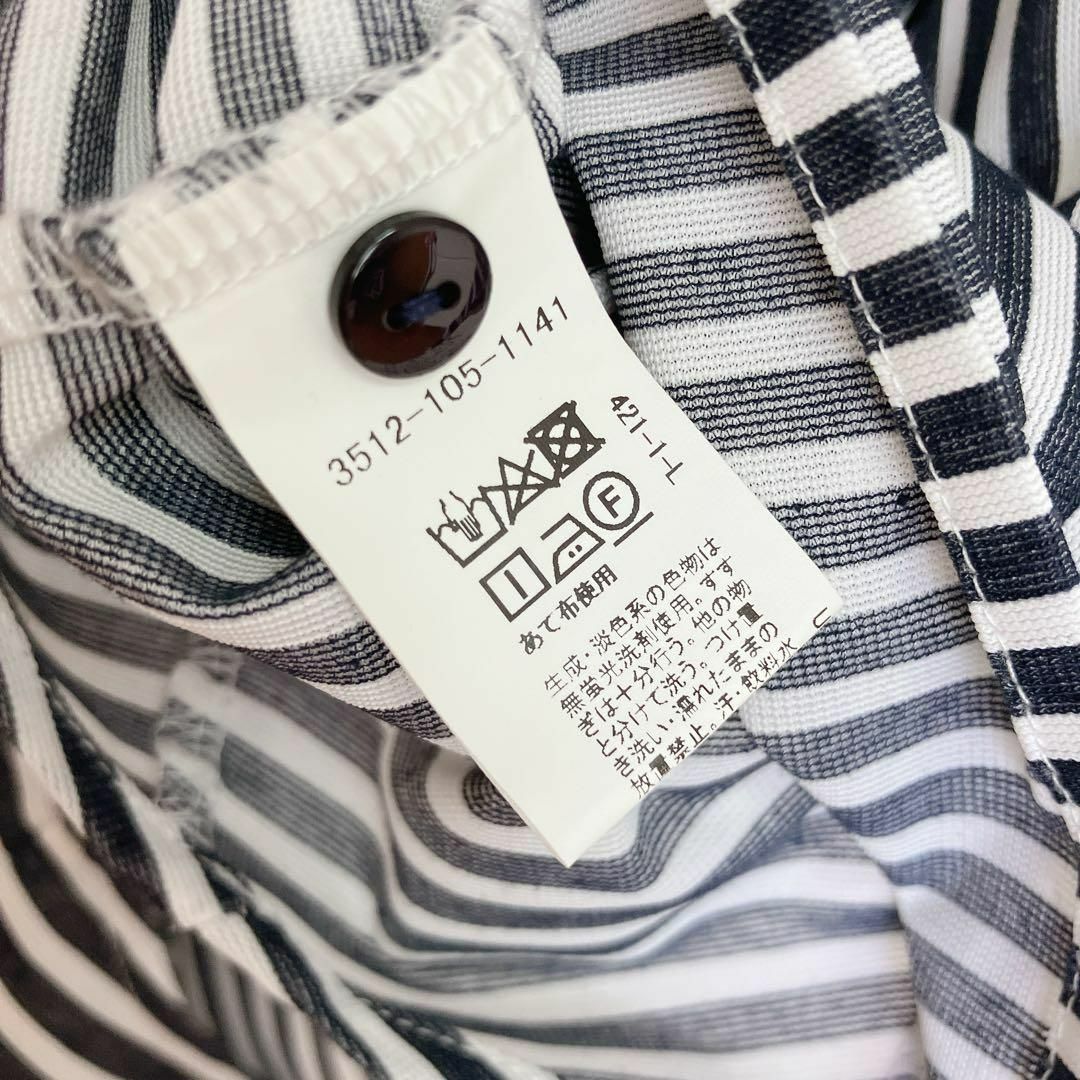 3512-105-1141
421-1-L
F
あて布使用
生成・淡色系の色物は
無蛍光洗剤使用。すす
ぎは十分行う。他の物
と分けて洗う。つけ
き洗い濡れたままの
放 禁止。汗・飲料水